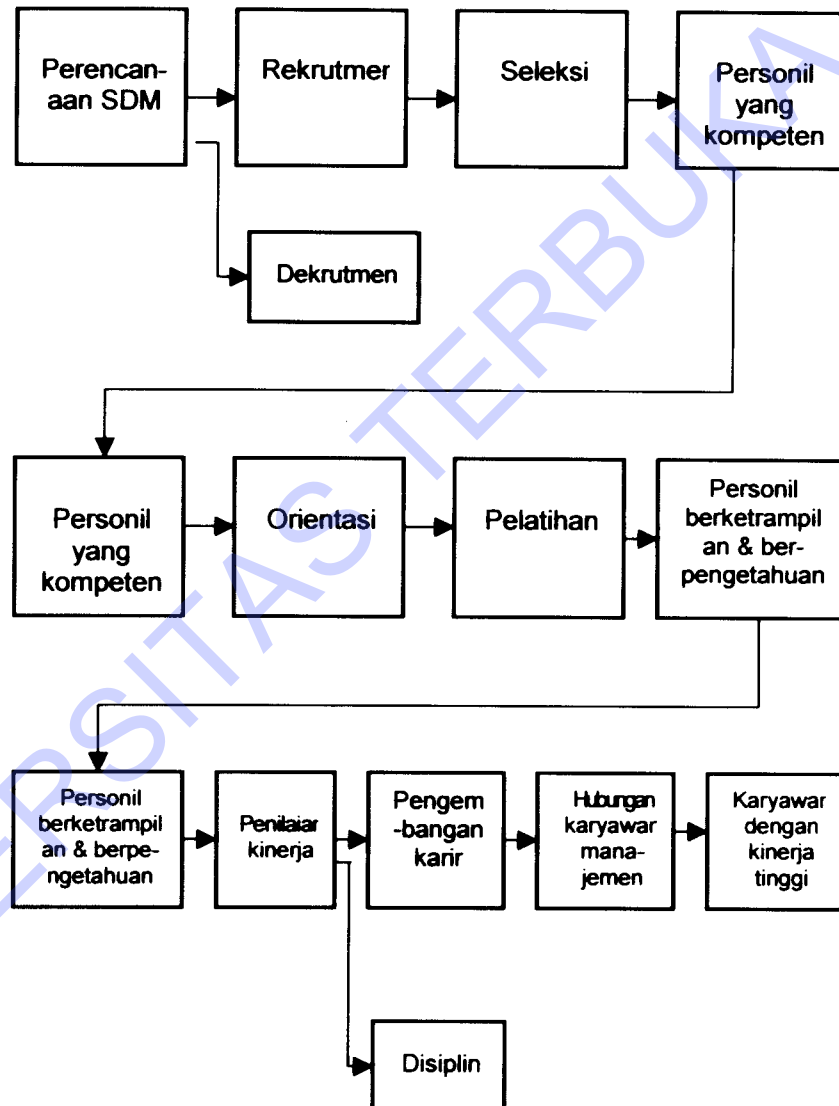 Perencan-
aan SDM
Rekrutmer
Seleksi
Personil
yang
kompeten
Dekrutmen
Personil
yang
kompeten
Orientasi
Pelatihan
Personil
berketrampil
an & ber-
pengetahuan
Personil
berketrampil
an & berpe-
ngetahuan
Penilaiar
kinerja
Pengem
-bangan
karir
Hubungan
karyawar
mana-
jemen
Karyawar
dengan
kinerja
tinggi
Disiplin
ERSITAS TERBUKA